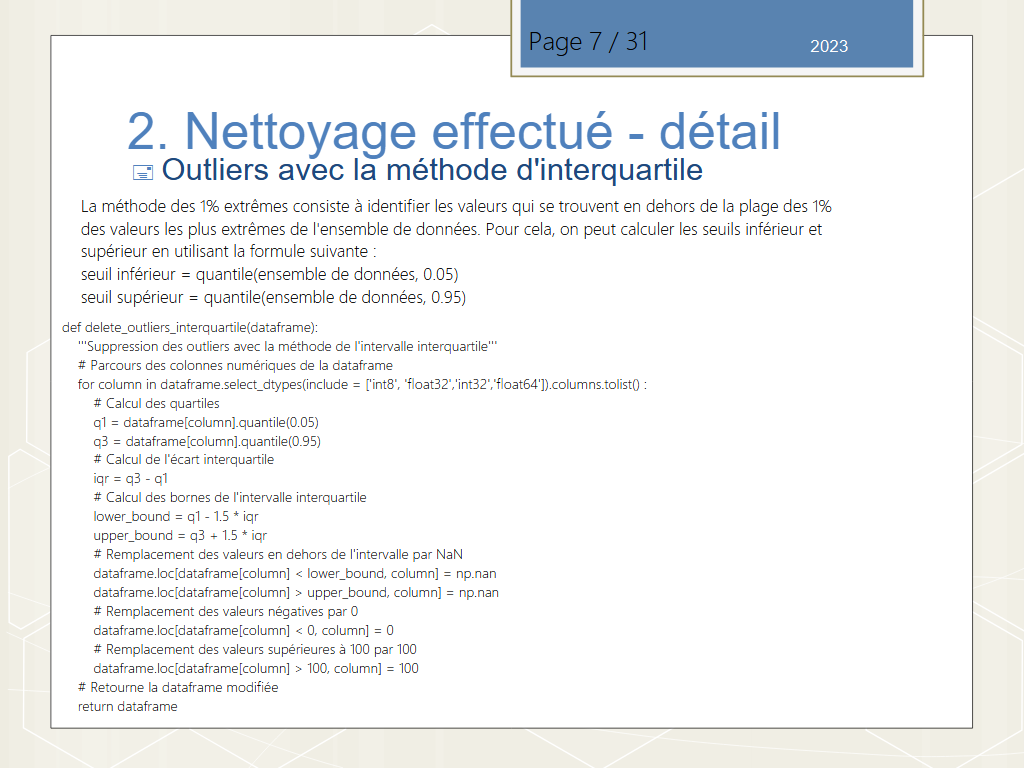 Page 7 / 31
2023
2. Nettoyage effectué - détail
Outliers avec la méthode d'interquartile
La méthode des 1% extrêmes consiste à identifier les valeurs qui se trouvent en dehors de la plage des 1%
des valeurs les plus extrêmes de l'ensemble de données. Pour cela, on peut calculer les seuils inférieur et
supérieur en utilisant la formule suivante :
seuil inférieur = quantile(ensemble de données, 0.05)
seuil supérieur = quantile(ensemble de données, 0.95)
def delete_outliers_interquartile(dataframe):
'''Suppression des outliers avec la méthode de l'intervalle interquartile'''
# Parcours des colonnes numériques de la dataframe
for column in dataframe.select_dtypes(include = ['int8', 'float32','int32','float64']).columns.tolist() :
# Calcul des quartiles
q1 = dataframe[column].quantile(0.05)
q3 = dataframe[column].quantile(0.95)
# Calcul de l'écart interquartile
iqr = q3 - q1
# Calcul des bornes de l'intervalle interquartile
lower_bound = q1 - 1.5 * iqr
upper_bound = q3 + 1.5 * iqr
# Remplacement des valeurs en dehors de l'intervalle par NaN
dataframe.loc[dataframe[column] < lower_bound, column] = np.nan
dataframe.loc[dataframe[column] > upper_bound, column] = np.nan
# Remplacement des valeurs négatives par 0
dataframe.loc[dataframe[column] < 0, column] = 0
# Remplacement des valeurs supérieures à 100 par 100
dataframe.loc[dataframe[column] > 100, column] = 100
# Retourne la dataframe modifiée
return dataframe